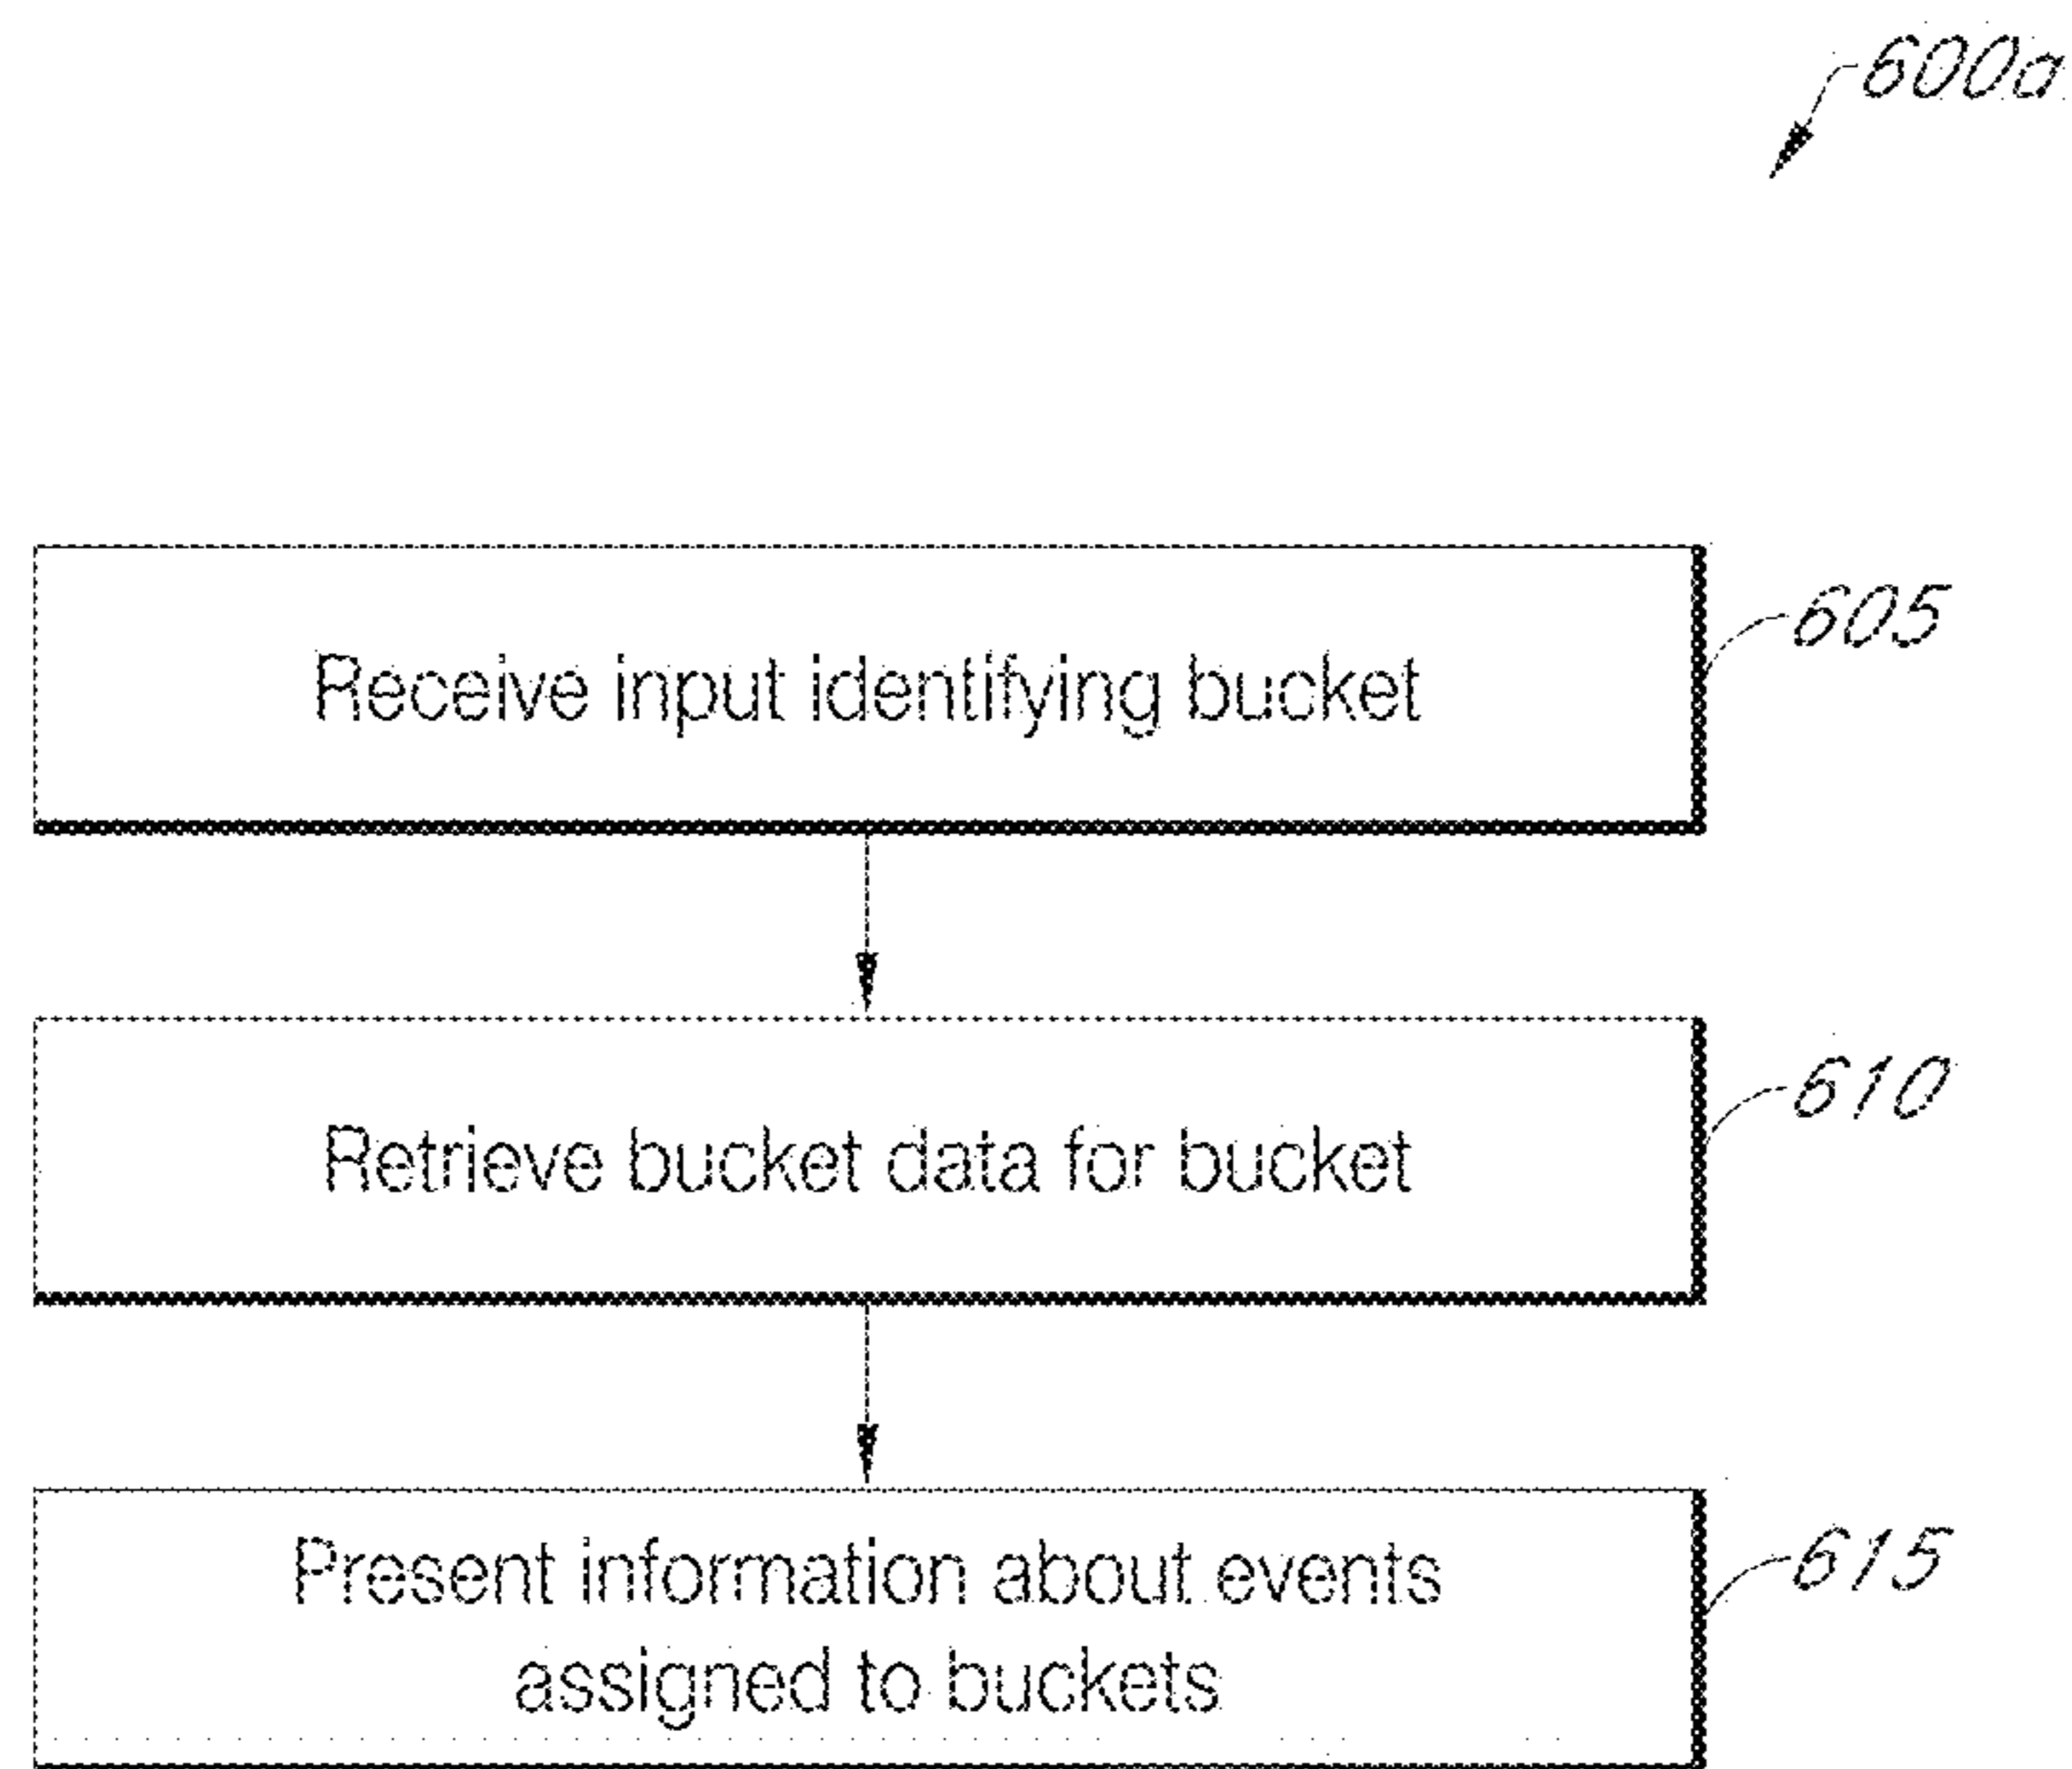 600a
Receive input identifying bucket
605
Retrieve bucket data for bucket
610
Present information about events
assigned to buckets
615